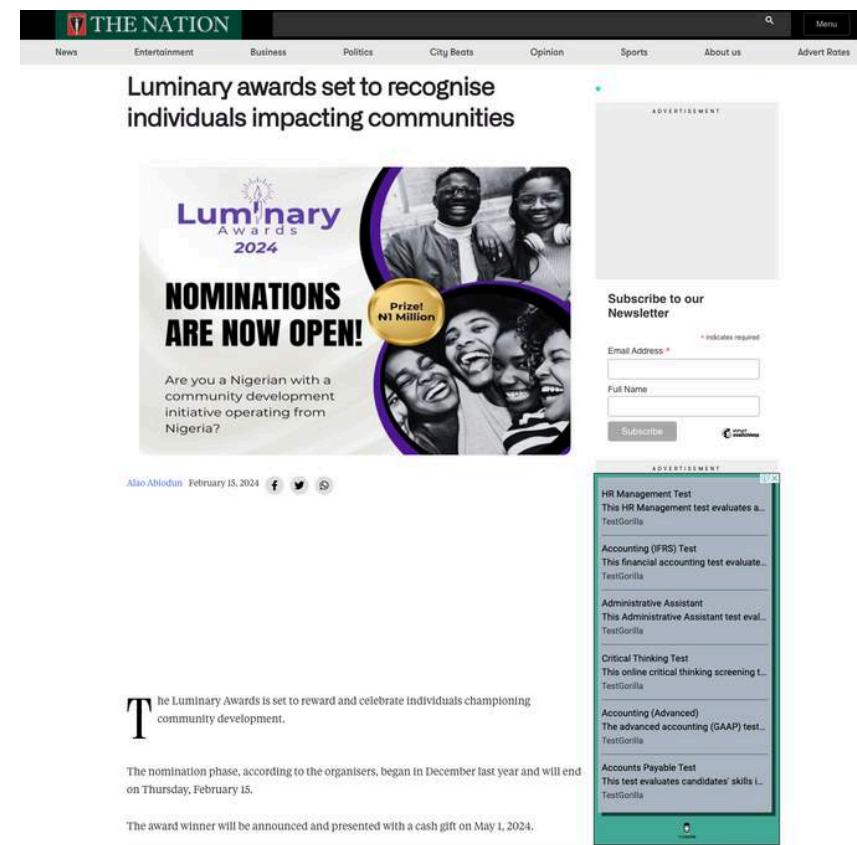 THE NATION
Menu
News Entertainment Business Politics City Beats Opinion Sports About us Advert Rates
Luminary awards set to recognise
individuals impacting communities
Luminary
Awards
2024
NOMINATIONS
ARE NOW OPEN!
Prize!
₦1 Million
Are you a Nigerian with a
community development
initiative operating from
Nigeria?
Alao Abiodun February 15, 2024
The Luminary Awards is set to reward and celebrate individuals championing
community development.
The nomination phase, according to the organisers, began in December last year and will end
on Thursday, February 15.
The award winner will be announced and presented with a cash gift on May 1, 2024.
ADVERTISEMENT
Subscribe to our
Newsletter
* indicates required
Email Address *
Full Name
Subscribe
ADVERTISEMENT
HR Management Test
This HR Management test evaluates a...
TestGorilla
Accounting (IFRS) Test
This financial accounting test evaluate...
TestGorilla
Administrative Assistant
This Administrative Assistant test eval...
TestGorilla
Critical Thinking Test
This online critical thinking screening t...
TestGorilla
Accounting (Advanced)
The advanced accounting (GAAP) test...
TestGorilla
Accounts Payable Test
This test evaluates candidates' skills i...
TestGorilla